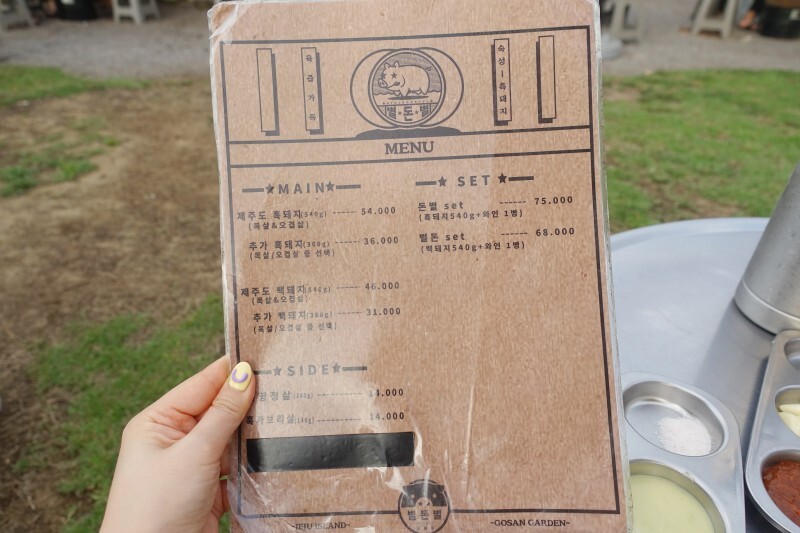 육즙가득
숙성-흑돼지
별돈별
MENU
MAIN
제주도 흑돼지(540g) ------ 54.000
(목살&오겹살)
추가 흑돼지(360g) ------ 36.000
(목살/오겹살 중 선택)
제주도 백돼지(540g) ------ 46.000
(목살&오겹살)
추가 백돼지(360g) ------ 31.000
(목살/오겹살 중 선택)
SIDE
14.000
14.000
SET
돈별 set ------ 75.000
(흑돼지540g+와인 1병)
별돈 set ------ 68.000
(백돼지540g+와인 1병)
별돈별
-JEJU ISLAND-
-GOSAN GARDEN-